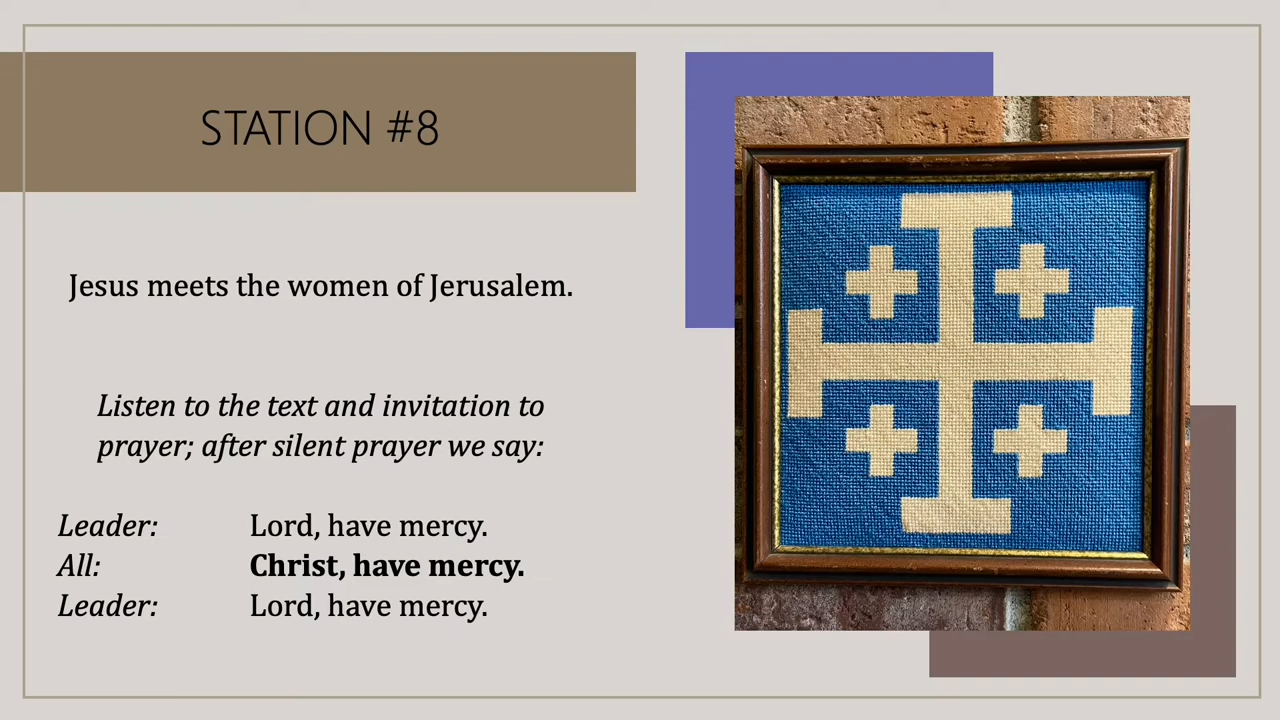 STATION #8
Jesus meets the women of Jerusalem.
Listen to the text and invitation to
prayer; after silent prayer we say:
Leader: Lord, have mercy.
All: Christ, have mercy.
Leader: Lord, have mercy.